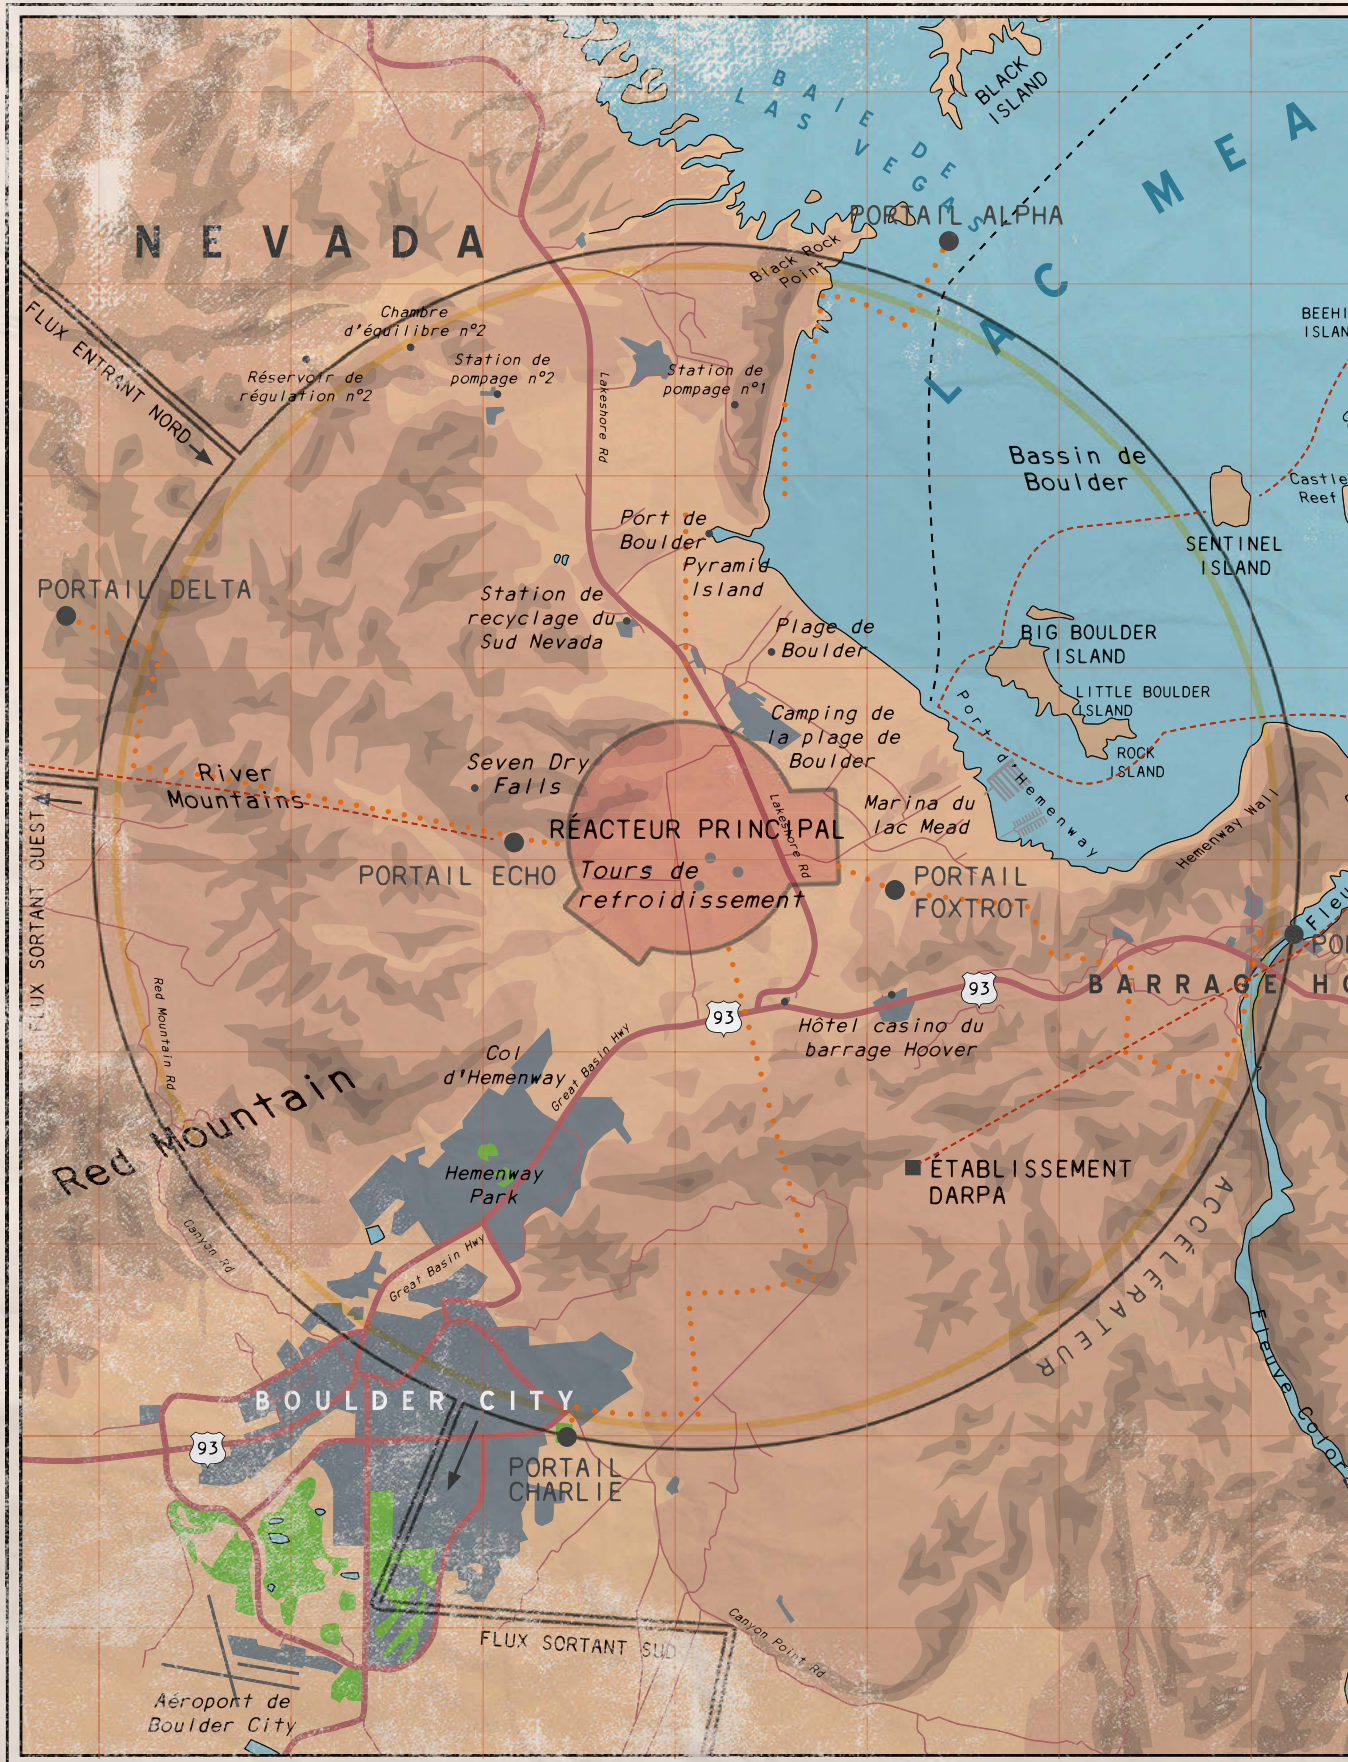 BAIE DE
LAS VEGAS
BLACK
ISLAND
LAC MEA
PORTAIL ALPHA
NEVADA
Black Rock
Point
FLUX ENTRANT NORD
Chambre
d'équilibre n°2
Réservoir de
régulation n°2
Station de
pompage n°2
Station de
pompage n°1
Lakeshore Rd
BEEHI
ISLAN
Bassin de
Boulder
Castle
Reef
SENTINEL
ISLAND
Port de
Boulder
Pyramid
Island
PORTAIL DELTA
Station de
recyclage du
Sud Nevada
Plage de
Boulder
BIG BOULDER
ISLAND
LITTLE BOULDER
ISLAND
ROCK
ISLAND
Port d'Hemenway
Camping de
la plage de
Boulder
River
Mountains
Seven Dry
Falls
Marina du
lac Mead
Hemenway Wall
RÉACTEUR PRINCIPAL
Lakeshore Rd
Tours de
refroidissement
PORTAIL ECHO
PORTAIL
FOXTROT
FLUX SORTANT OUEST
Fleu
POR
BARRAGE HO
93
93
Hôtel casino du
barrage Hoover
Red Mountain Rd
Col
d'Hemenway
Great Basin Hwy
Red Mountain
Hemenway
Park
ÉTABLISSEMENT
DARPA
ACCÉLÉRATEUR
Canyon Rd
Great Basin Hwy
Fleuve Color
BOULDER CITY
93
PORTAIL
CHARLIE
FLUX SORTANT SUD
Canyon Point Rd
Aéroport de
Boulder City